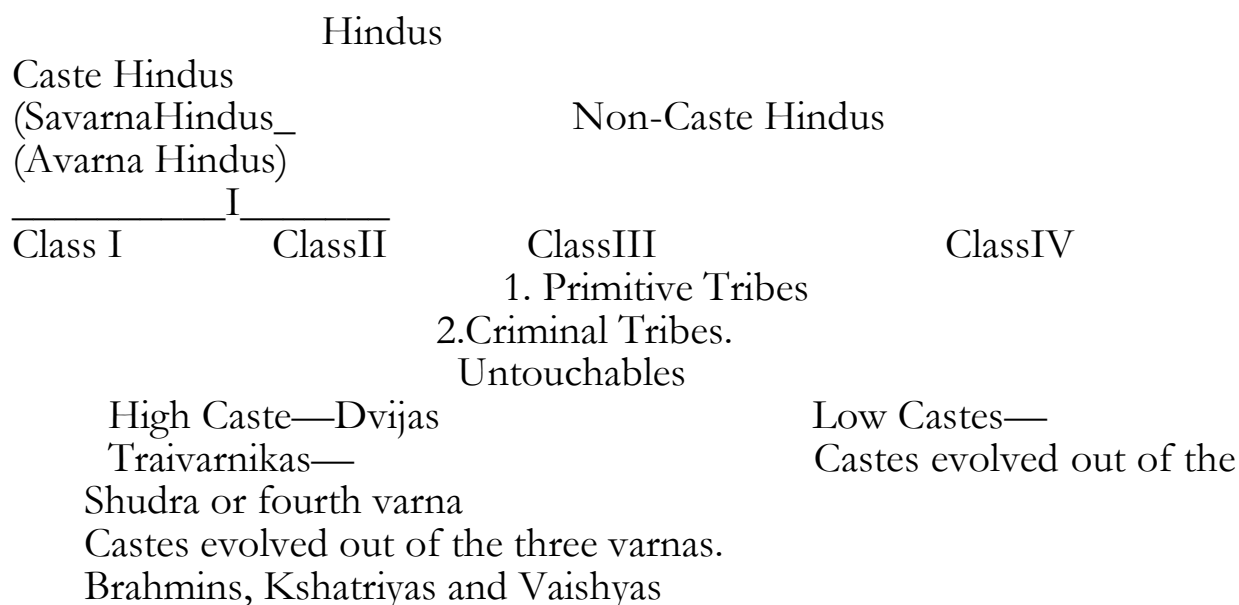 Hindus
Caste Hindus
(SavarnaHindus_ Non-Caste Hindus
(Avarna Hindus)
___________I_______
Class I ClassII ClassIII ClassIV
1. Primitive Tribes
2.Criminal Tribes.
Untouchables
High Caste—Dvijas Low Castes—
Traivarnikas— Castes evolved out of the
Shudra or fourth varna
Castes evolved out of the three varnas.
Brahmins, Kshatriyas and Vaishyas